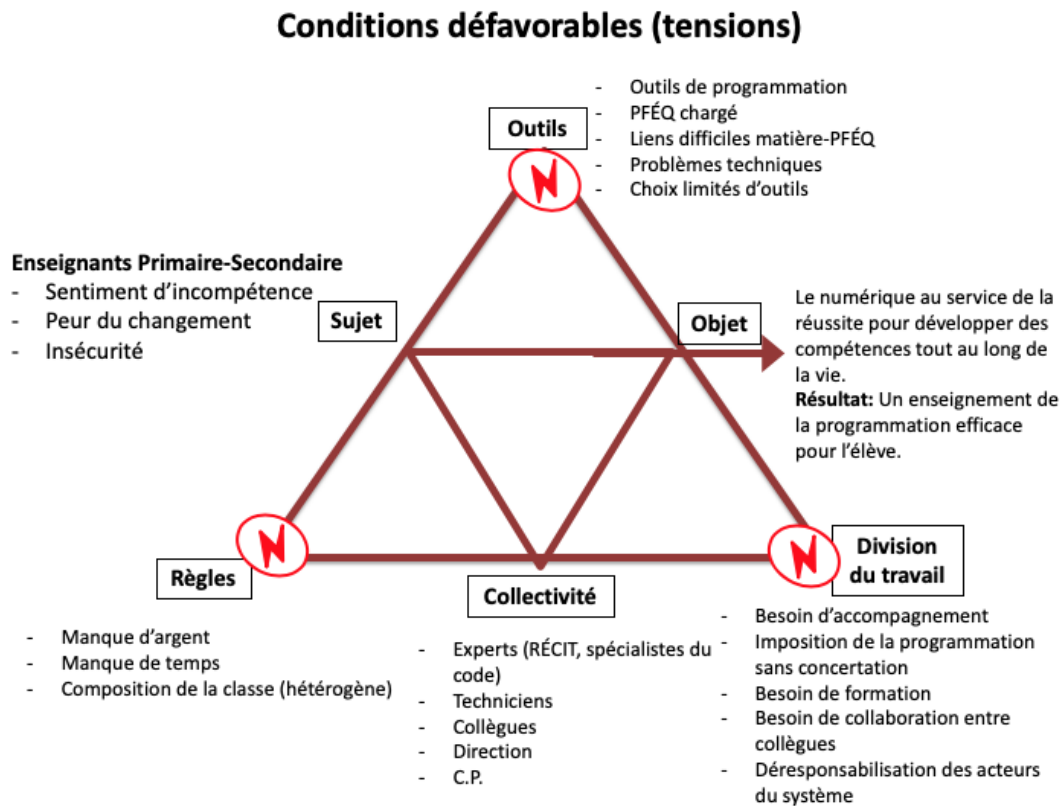 Conditions défavorables (tensions)
Outils
- Outils de programmation
- PFÉQ chargé
- Liens difficiles matière-PFÉQ
- Problèmes techniques
- Choix limités d'outils
Enseignants Primaire-Secondaire
- Sentiment d'incompétence
- Peur du changement
- Insécurité
Sujet
Objet
Le numérique au service de la
réussite pour développer des
compétences tout au long de
la vie.
Résultat: Un enseignement de
la programmation efficace
pour l'élève.
Règles
- Manque d'argent
- Manque de temps
- Composition de la classe (hétérogène)
Collectivité
- Experts (RÉCIT, spécialistes du
code)
- Techniciens
- Collègues
- Direction
- C.P.
Division
du travail
- Besoin d'accompagnement
- Imposition de la programmation
sans concertation
- Besoin de formation
- Besoin de collaboration entre
collègues
- Déresponsabilisation des acteurs
du système